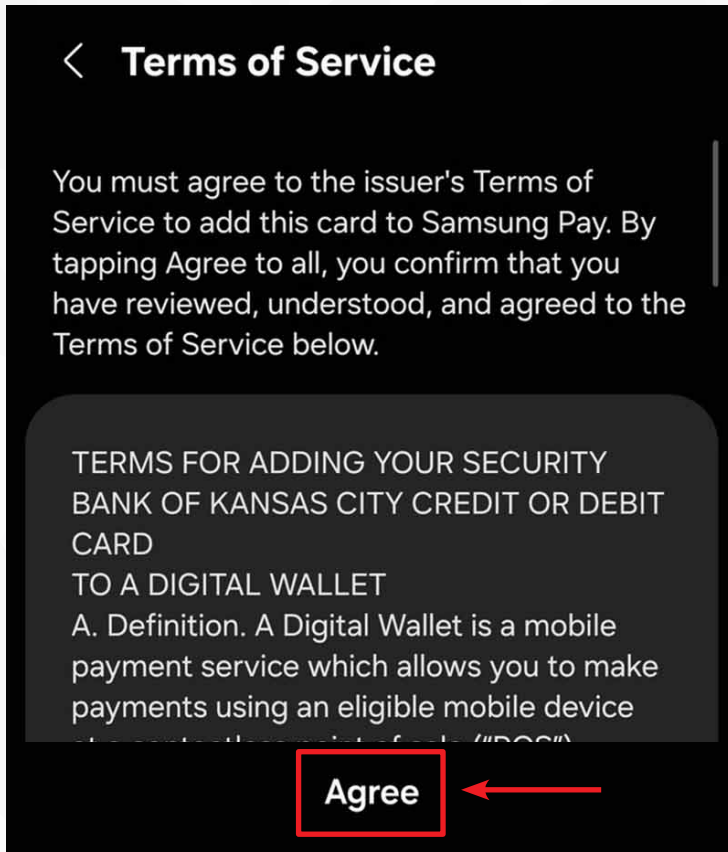 Terms of Service
You must agree to the issuer's Terms of
Service to add this card to Samsung Pay. By
tapping Agree to all, you confirm that you
have reviewed, understood, and agreed to the
Terms of Service below.
TERMS FOR ADDING YOUR SECURITY
BANK OF KANSAS CITY CREDIT OR DEBIT
CARD
TO A DIGITAL WALLET
A. Definition. A Digital Wallet is a mobile
payment service which allows you to make
payments using an eligible mobile device
Agree